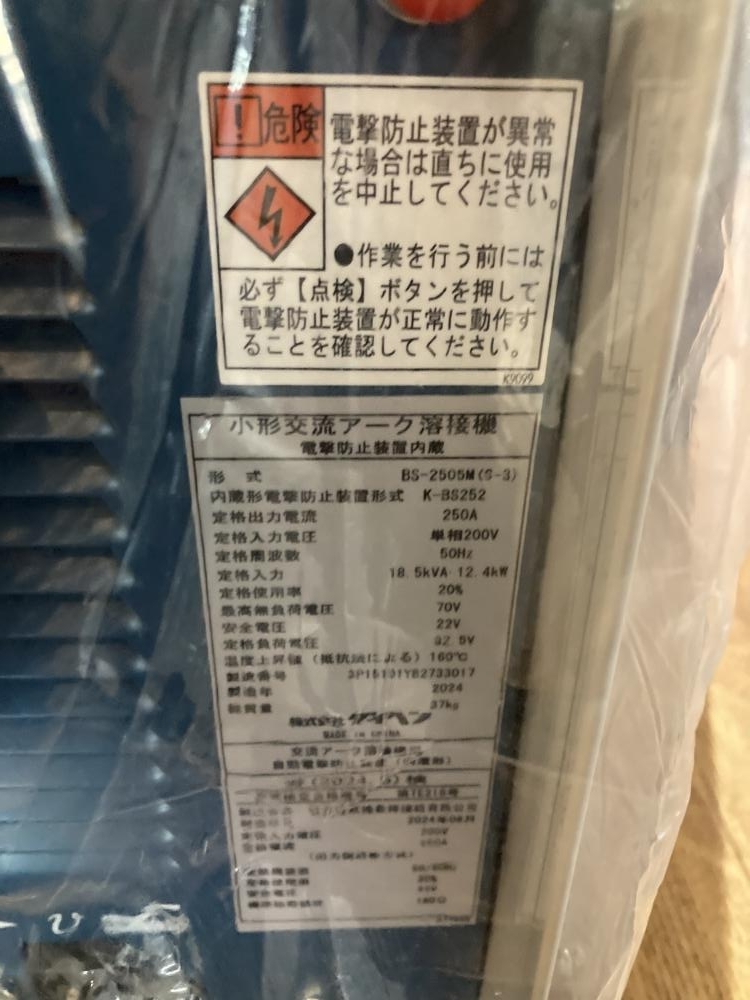 危険
電撃防止装置が異常
な場合は直ちに使用
を中止してください。
●作業を行う前には
必ず【点検】ボタンを押して
電撃防止装置が正常に動作す
ることを確認してください。
K9099
小形交流アーク溶接機
電撃防止装置内蔵
形式 BS-2505M(S-3)
内蔵形電撃防止装置形式 K-BS252
定格出力電流 250A
定格入力電圧 単相200V
定格周波数 50Hz
定格入力 18.5kVA 12.4kW
定格使用率 20%
最高無負荷電圧 70V
安全電圧 22V
定格負荷電圧 32.5V
温度上昇値(抵抗法による) 160℃
製造番号
製造年 2024
総質量 37kg
株式会社ダイヘン
MADE IN CHINA
交流アーク溶接機用
自動電撃防止装置
2024年
200V